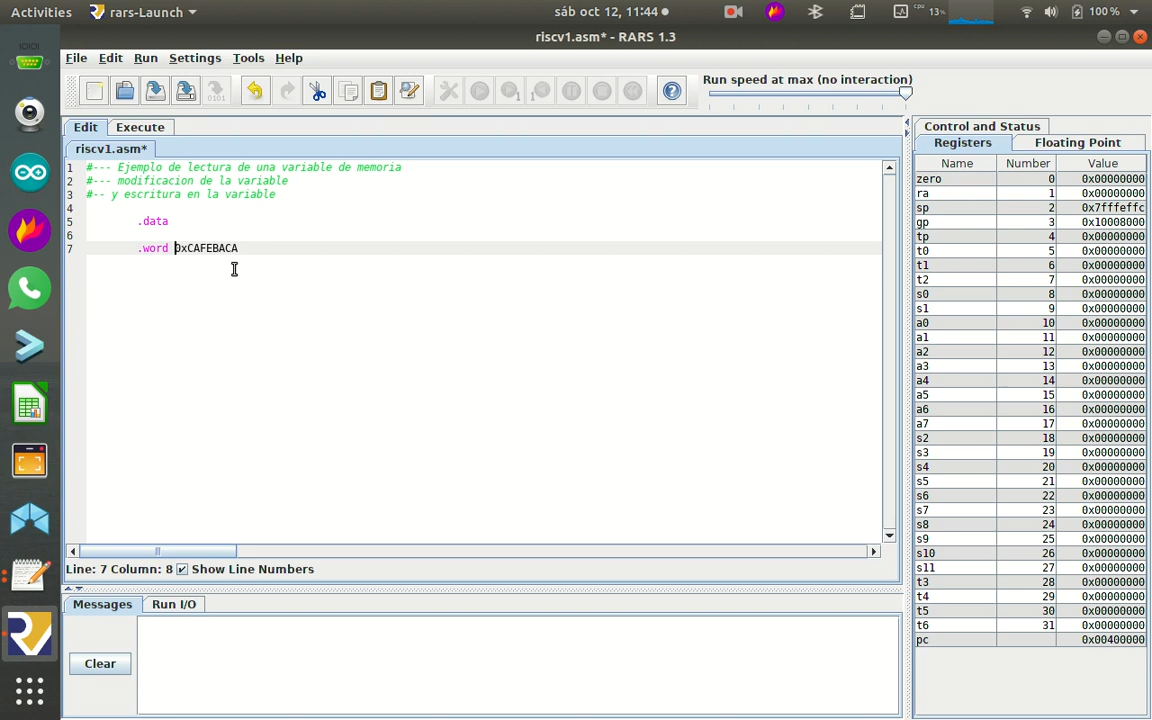 Activities rars-Launch sáb oct 12, 11:44 cpu 13% 100 %
riscv1.asm* - RARS 1.3
File Edit Run Settings Tools Help
Run speed at max (no interaction)
Edit Execute
riscv1.asm*
1 #--- Ejemplo de lectura de una variable de memoria
2 #--- modificacion de la variable
3 #-- y escritura en la variable
4
5 .data
6
7 .word 0xCAFEBACA
Line: 7 Column: 8 Show Line Numbers
Messages Run I/O
Clear
Control and Status
Registers Floating Point
Name Number Value
zero 0 0x00000000
ra 1 0x00000000
sp 2 0x7fffeffc
gp 3 0x10008000
tp 4 0x00000000
t0 5 0x00000000
t1 6 0x00000000
t2 7 0x00000000
s0 8 0x00000000
s1 9 0x00000000
a0 10 0x00000000
a1 11 0x00000000
a2 12 0x00000000
a3 13 0x00000000
a4 14 0x00000000
a5 15 0x00000000
a6 16 0x00000000
a7 17 0x00000000
s2 18 0x00000000
s3 19 0x00000000
s4 20 0x00000000
s5 21 0x00000000
s6 22 0x00000000
s7 23 0x00000000
s8 24 0x00000000
s9 25 0x00000000
s10 26 0x00000000
s11 27 0x00000000
t3 28 0x00000000
t4 29 0x00000000
t5 30 0x00000000
t6 31 0x00000000
pc 0x00400000